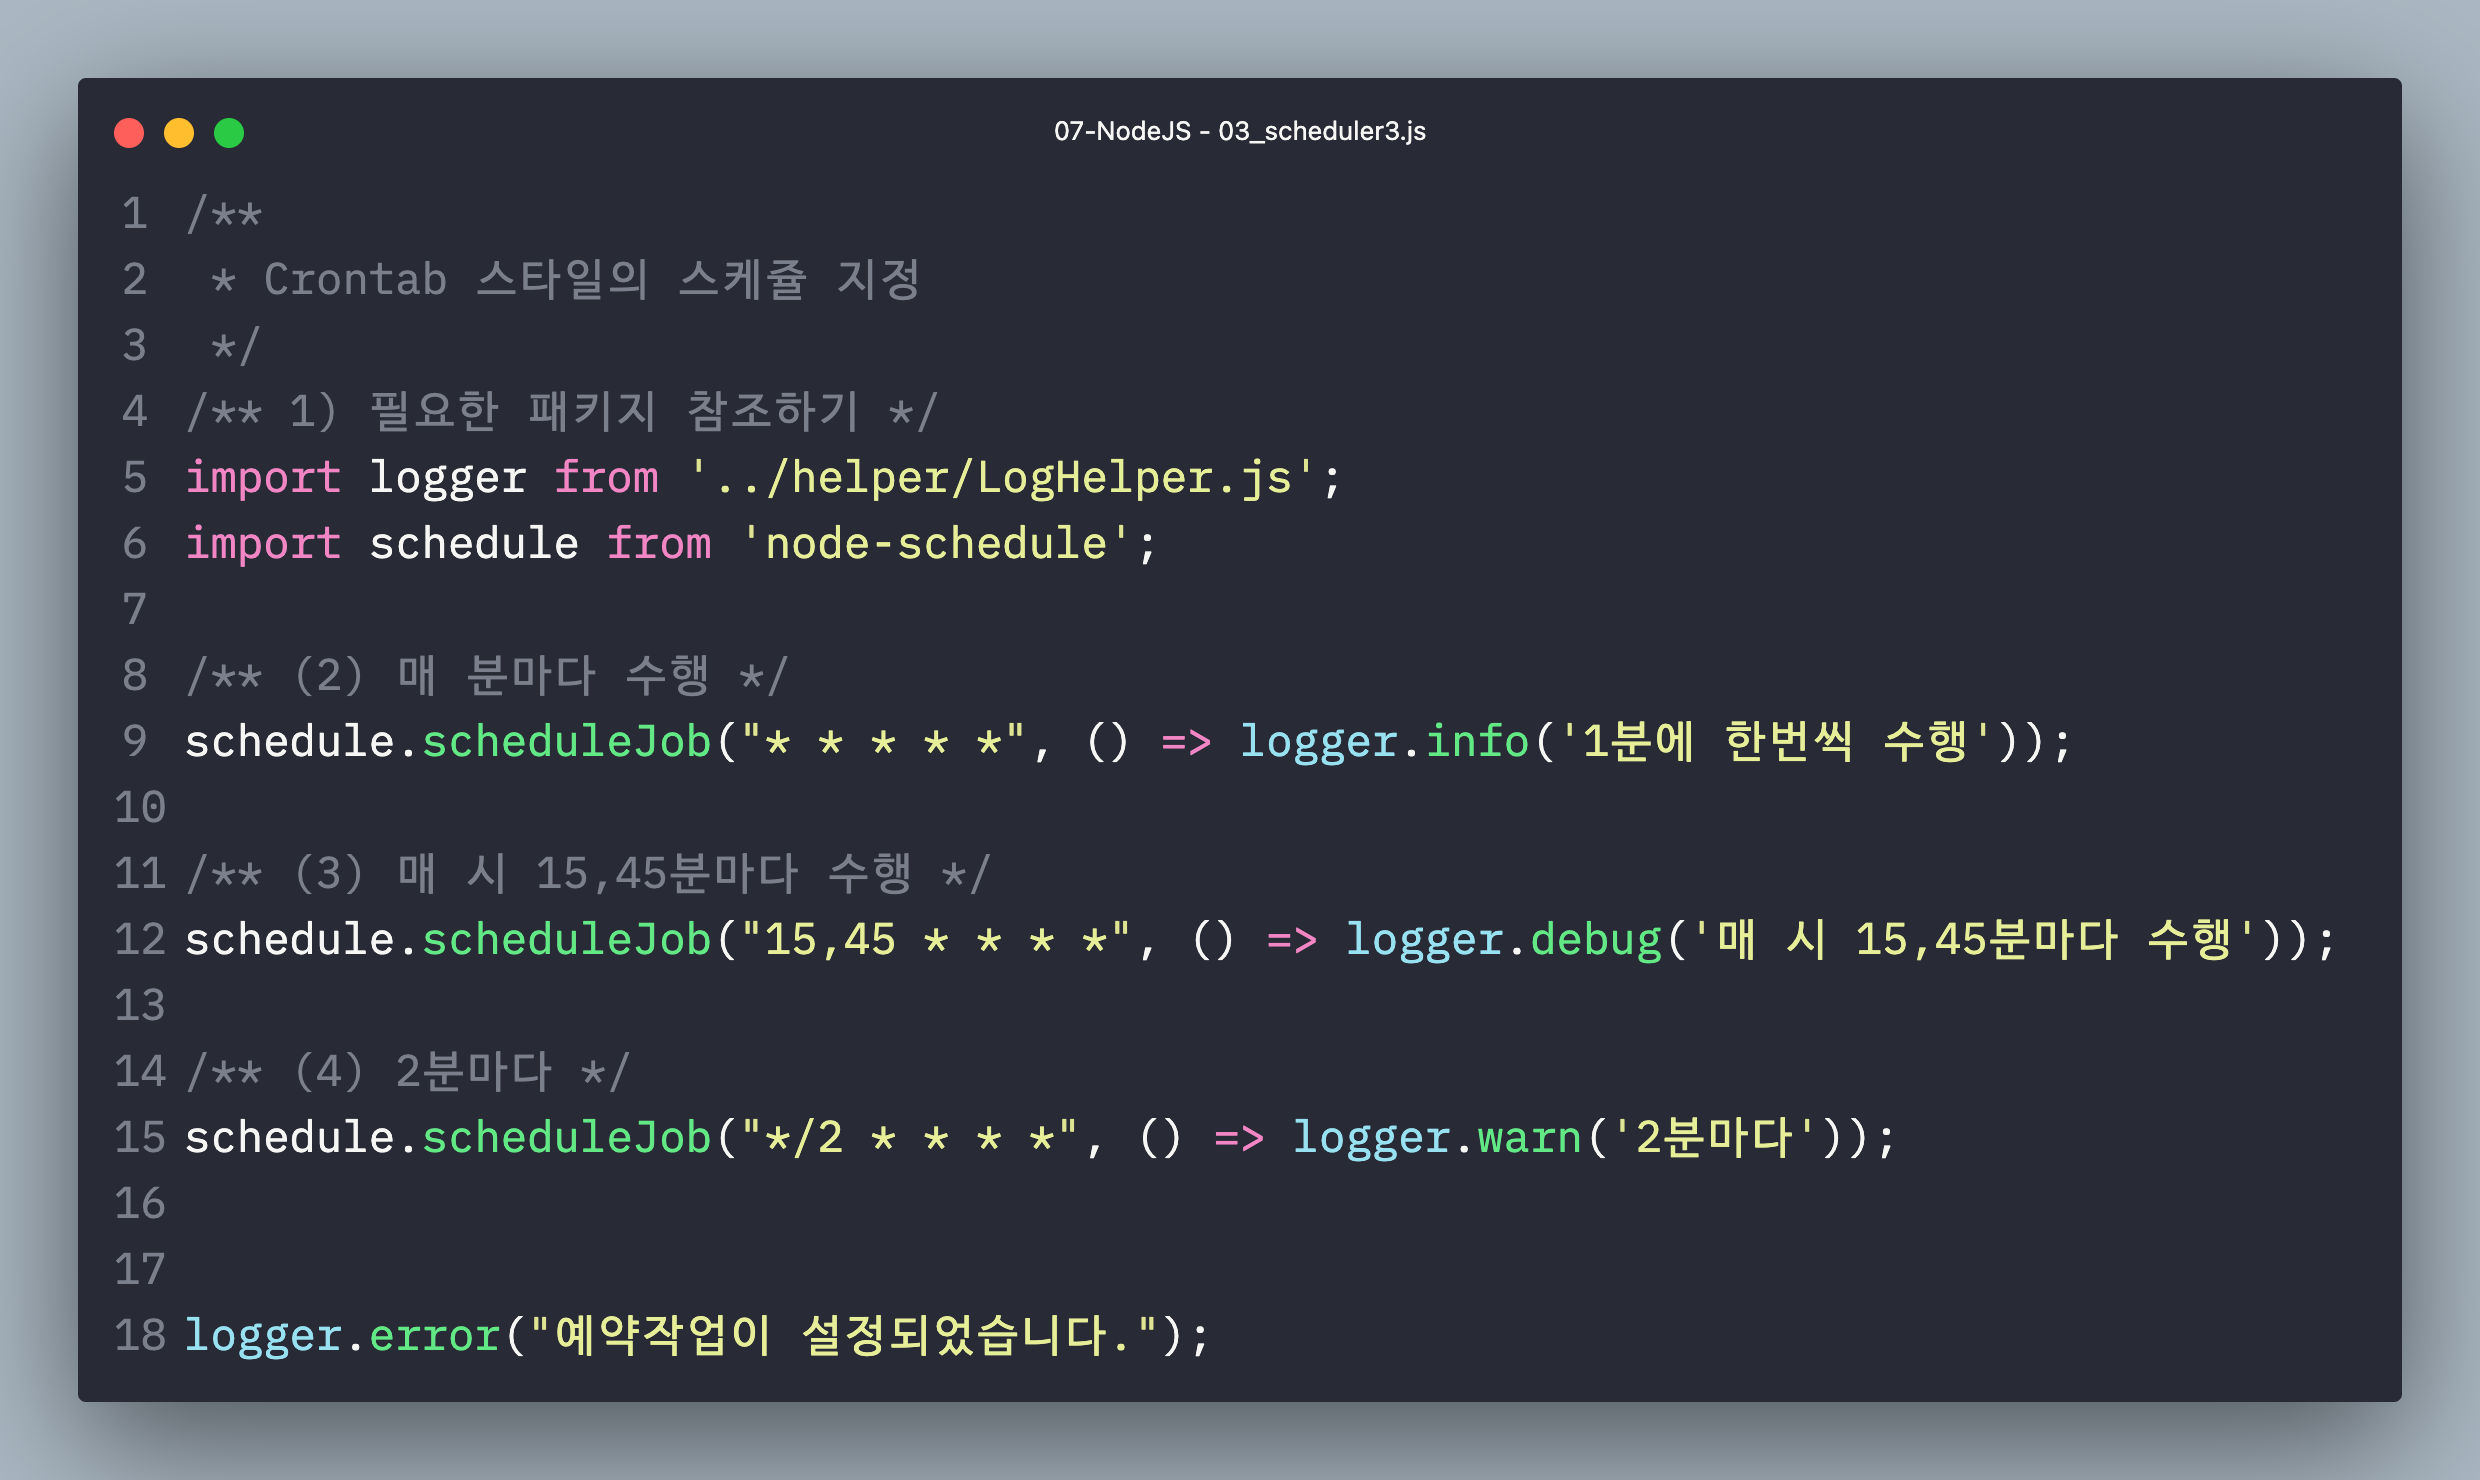 07-NodeJS - 03_scheduler3.js
1 /**
2  * Crontab 스타일의 스케쥴 지정
3  */
4 /** 1) 필요한 패키지 참조하기 */
5 import logger from '../helper/LogHelper.js';
6 import schedule from 'node-schedule';
7
8 /** (2) 매 분마다 수행 */
9 schedule.scheduleJob("* * * * *", () => logger.info('1분에 한번씩 수행'));
10
11 /** (3) 매 시 15,45분마다 수행 */
12 schedule.scheduleJob("15,45 * * * *", () => logger.debug('매 시 15,45분마다 수행'));
13
14 /** (4) 2분마다 */
15 schedule.scheduleJob("*/2 * * * *", () => logger.warn('2분마다'));
16
17
18 logger.error("예약작업이 설정되었습니다.");